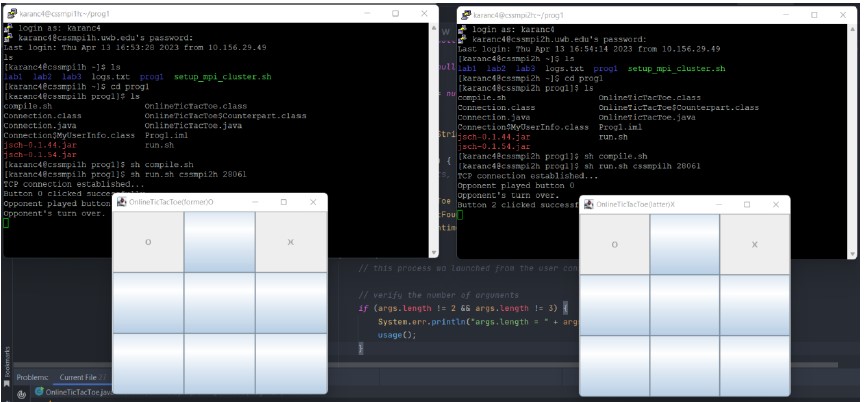 karanc4@cssmpi1h:~/prog1
login as: karanc4
karanc4@cssmpi1h.uwb.edu's password:
Last login: Thu Apr 13 16:53:28 2023 from 10.156.29.49
ls
[karanc4@cssmpi1h ~]$ ls
lab1 lab2 lab3 logs.txt prog1 setup_mpi_cluster.sh
[karanc4@cssmpi1h ~]$ cd prog1
[karanc4@cssmpi1h prog1]$ ls
compile.sh OnlineTicTacToe.class
Connection.class OnlineTicTacToe$Counterpart.class
Connection.java OnlineTicTacToe.java
Connection$MyUserInfo.class Prog1.iml
jsch-0.1.44.jar run.sh
jsch-0.1.54.jar
[karanc4@cssmpi1h prog1]$ sh compile.sh
[karanc4@cssmpi1h prog1]$ sh run.sh cssmpi2h 28061
TCP connection established...
Button 0 clicked
Opponent played button
Opponent's turn over.
OnlineTicTacToe(former)O
O X
karanc4@cssmpi2h:~/prog1
login as: karanc4
karanc4@cssmpi2h.uwb.edu's password:
Last login: Thu Apr 13 16:54:14 2023 from 10.156.29.49
[karanc4@cssmpi2h ~]$ ls
lab1 lab2 lab3 logs.txt prog1 setup_mpi_cluster.sh
[karanc4@cssmpi2h ~]$ cd prog1
[karanc4@cssmpi2h prog1]$ ls
compile.sh OnlineTicTacToe.class
Connection.class OnlineTicTacToe$Counterpart.class
Connection.java OnlineTicTacToe.java
Connection$MyUserInfo.class Prog1.iml
jsch-0.1.44.jar run.sh
jsch-0.1.54.jar
[karanc4@cssmpi2h prog1]$ sh compile.sh
[karanc4@cssmpi2h prog1]$ sh run.sh cssmpi1h 28061
TCP connection established...
Opponent played button 0
Opponent's turn over.
Button 2 clicked successf
OnlineTicTacToe(latter)X
O X
// this process wa launched from the user con
// verify the number of arguments
if (args.length != 2 && args.length != 3) {
System.err.println("args.length = " + arg
usage();
}
Bookmarks
Problems: Current File 21
OnlineTicTacToe.java